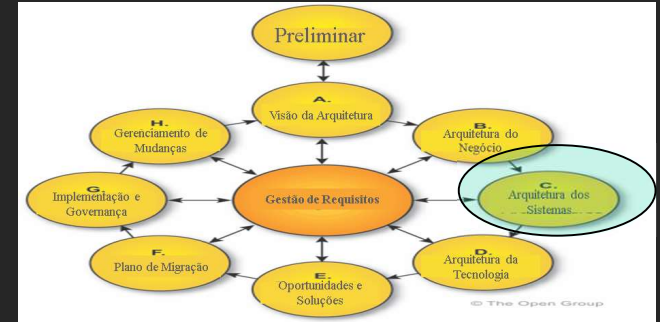 Preliminar
A.
Visão da Arquitetura
H.
Gerenciamento de
Mudanças
B.
Arquitetura do
Negócio
G.
Implementação e
Governança
Gestão de Requisitos
C.
Arquitetura dos
Sistemas
F.
Plano de Migração
D.
Arquitetura da
Tecnologia
E.
Oportunidades e
Soluções
© The Open Group